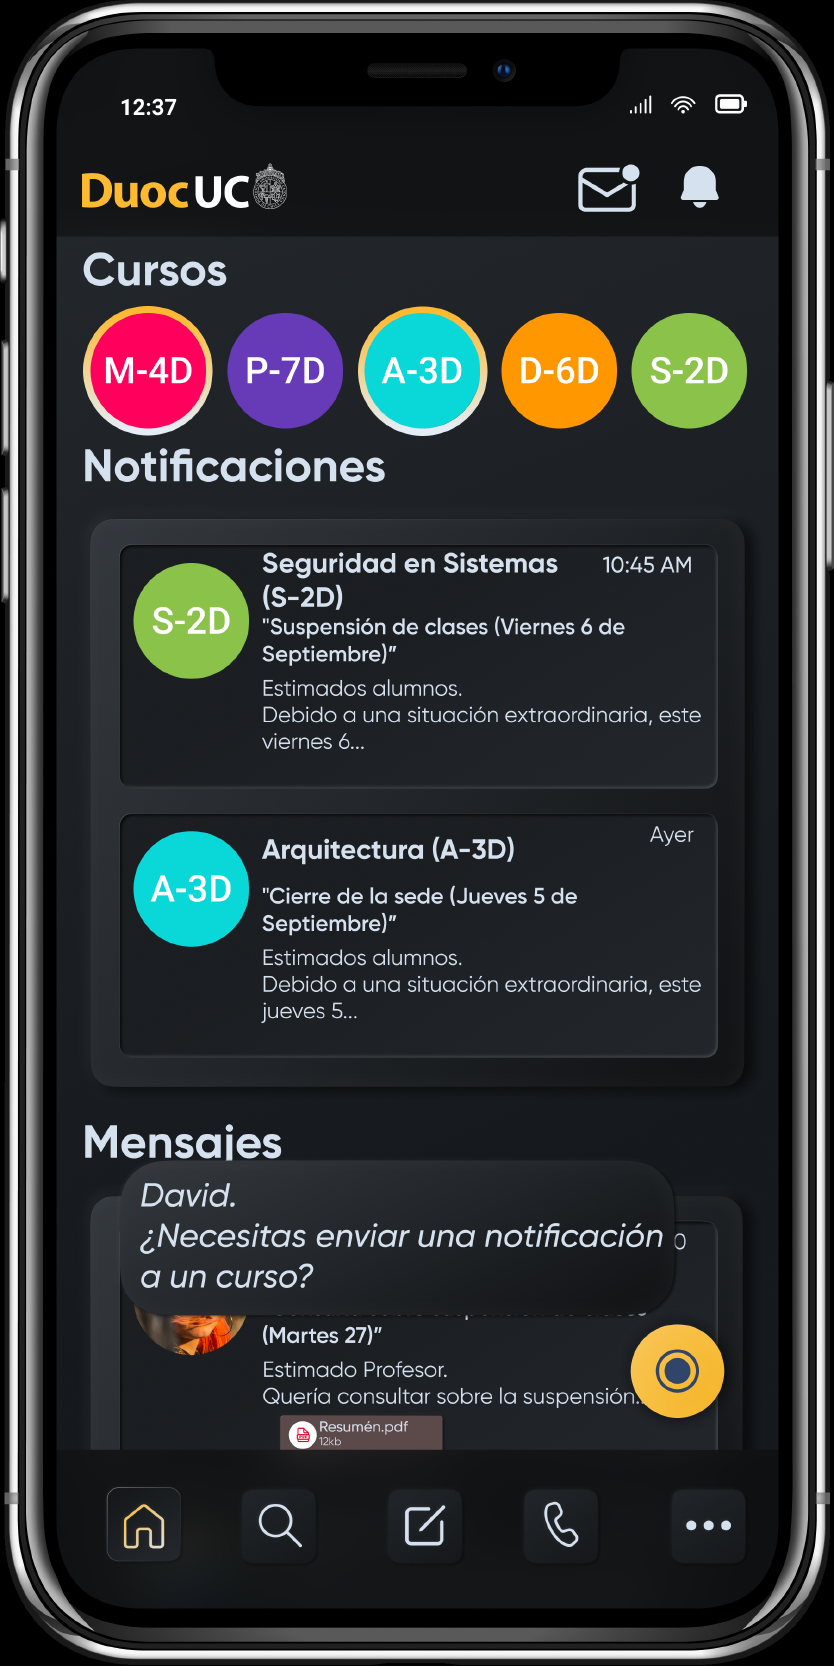 12:37
Duoc UC
Cursos
M-4D P-7D A-3D D-6D S-2D
Notificaciones
S-2D
Seguridad en Sistemas 10:45 AM
(S-2D)
"Suspensión de clases (Viernes 6 de
Septiembre)”
Estimados alumnos.
Debido a una situación extraordinaria, este
viernes 6...
A-3D
Ayer
Arquitectura (A-3D)
"Cierre de la sede (Jueves 5 de
Septiembre)”
Estimados alumnos.
Debido a una situación extraordinaria, este
jueves 5...
Mensajes
David.
¿Necesitas enviar una notificación
a un curso?
(Martes 27)”
Estimado Profesor.
Quería consultar sobre la suspensión..
Resumén.pdf
12kb